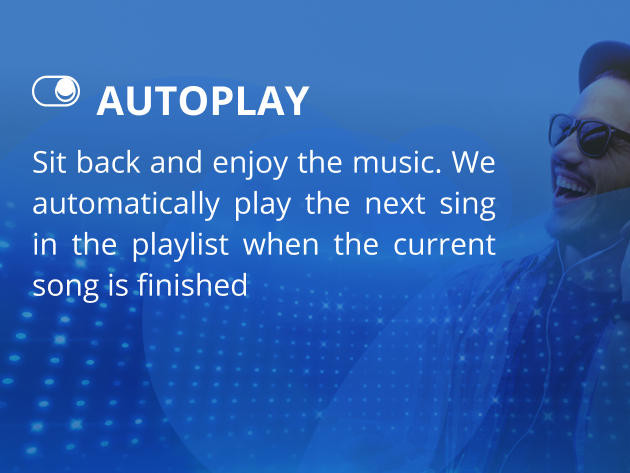 AUTOPLAY
Sit back and enjoy the music. We
automatically play the next sing
in the playlist when the current
song is finished